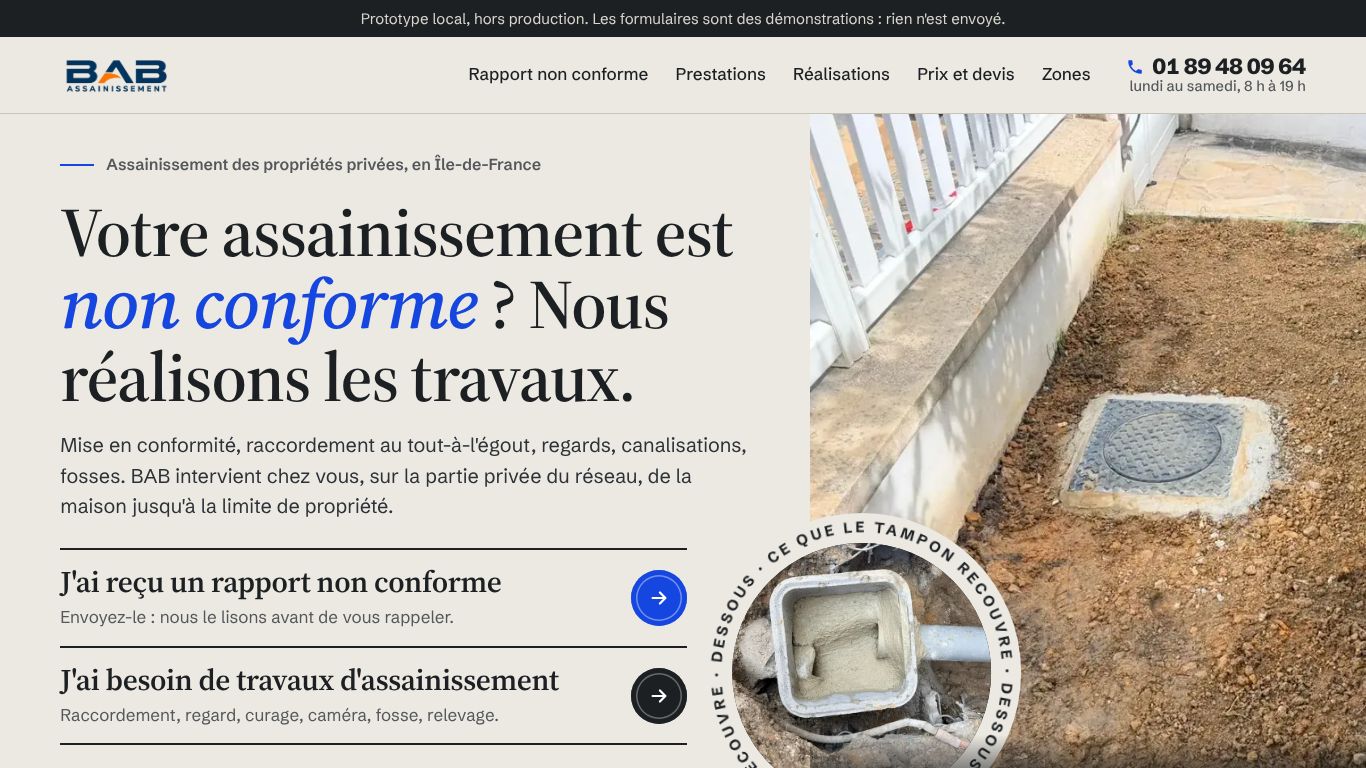 Prototype local, hors production. Les formulaires sont des démonstrations : rien n'est envoyé.
BAB
ASSAINISSEMENT
Rapport non conforme
Prestations
Réalisations
Prix et devis
Zones
01 89 48 09 64
lundi au samedi, 8 h à 19 h
Assainissement des propriétés privées, en Île-de-France
Votre assainissement est
non conforme ? Nous
réalisons les travaux.
Mise en conformité, raccordement au tout-à-l'égout, regards, canalisations,
fosses. BAB intervient chez vous, sur la partie privée du réseau, de la
maison jusqu'à la limite de propriété.
J'ai reçu un rapport non conforme
Envoyez-le : nous le lisons avant de vous rappeler.
J'ai besoin de travaux d'assainissement
Raccordement, regard, curage, caméra, fosse, relevage.
ECOUVRE · DESSOUS · CE QUE LE TAMPON RECOUVRE · DESSOUS